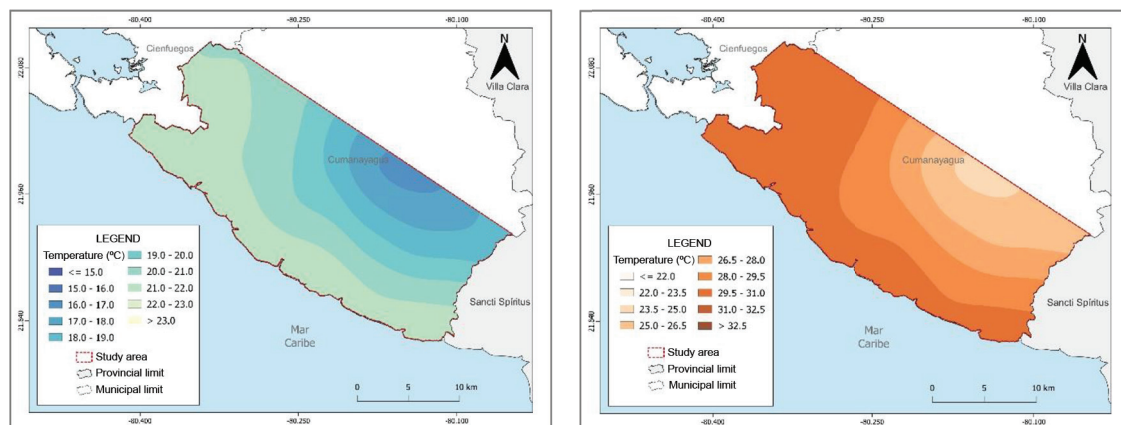 -80.400
-80.250
-80.100
Cienfuegos
N
22.080
Villa Clara
Cumanayagua
21.960
LEGEND
Temperature (ºC)
<= 15.0
15.0 - 16.0
16.0 - 17.0
17.0 - 18.0
18.0 - 19.0
19.0 - 20.0
20.0 - 21.0
21.0 - 22.0
22.0 - 23.0
> 23.0
Study area
Provincial limit
Municipal limit
Sancti Spíritus
21.840
Mar
Caribe
0 5 10 km
-80.400
-80.250
-80.100
-80.400
-80.250
-80.100
Cienfuegos
N
22.080
Villa Clara
Cumanayagua
21.960
LEGEND
Temperature (ºC)
<= 22.0
22.0 - 23.5
23.5 - 25.0
25.0 - 26.5
26.5 - 28.0
28.0 - 29.5
29.5 - 31.0
31.0 - 32.5
> 32.5
Study area
Provincial limit
Municipal limit
Sancti Spíritus
21.840
Mar
Caribe
0 5 10 km
-80.400
-80.250
-80.100